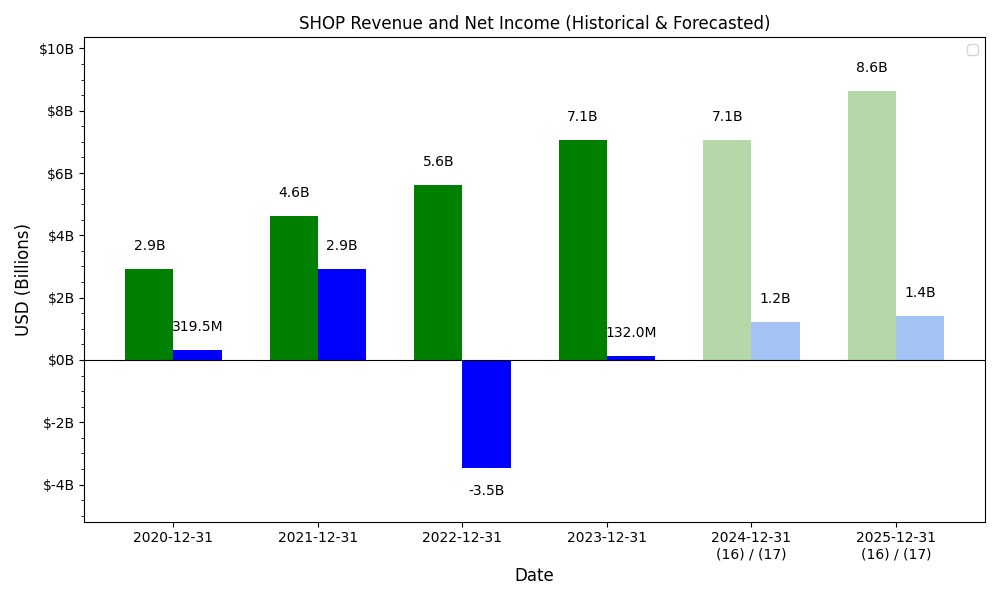 SHOP Revenue and Net Income (Historical & Forecasted)
$10B
$8B
$6B
$4B
$2B
$0B
$-2B
$-4B
USD (Billions)
2.9B
319.5M
4.6B
2.9B
5.6B
-3.5B
7.1B
132.0M
7.1B
1.2B
8.6B
1.4B
2020-12-31
2021-12-31
2022-12-31
2023-12-31
2024-12-31
(16) / (17)
2025-12-31
(16) / (17)
Date